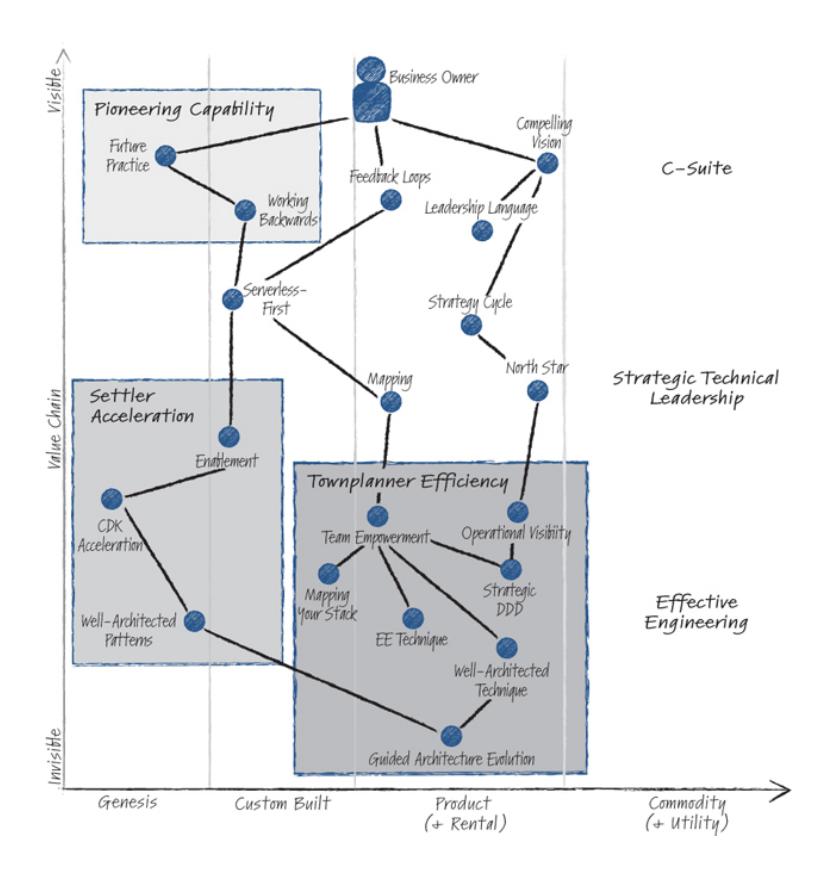 Business Owner
Visible
Pioneering Capability
Compelling
Vision
Future
Practice
Feedback Loops
C-Suite
Working
Backwards
Leadership Language
Serverless-
First
Strategy Cycle
Mapping
North Star
Strategic Technical
Leadership
Value Chain
Settler
Acceleration
Enablement
Townplanner Efficiency
CDK
Acceleration
Team Empowerment
Operational Visibiity
Mapping
Your Stack
Strategic
DDD
Effective
Engineering
Well-Architected
Patterns
EE Technique
Well-Architected
Technique
Guided Architecture Evolution
Invisible
Genesis
Custom Built
Product
(+ Rental)
Commodity
(+ Utility)